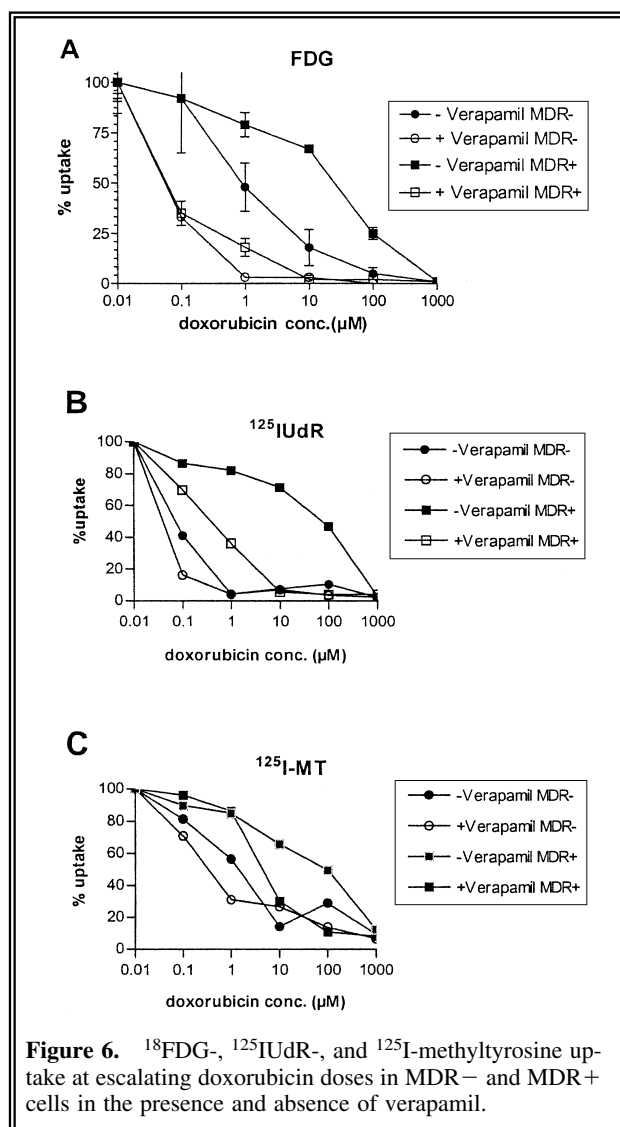 A
FDG
100
75
50
25
0
% uptake
0.01 0.1 1 10 100 1000
doxorubicin conc.(µM)
- Verapamil MDR-
+ Verapamil MDR-
- Verapamil MDR+
+ Verapamil MDR+
B
¹²⁵IUdR
100
80
60
40
20
0
%uptake
0.01 0.1 1 10 100 1000
doxorubicin conc. (µM)
-Verapamil MDR-
+Verapamil MDR-
-Verapamil MDR+
+Verapamil MDR+
C
¹²⁵I-MT
100
80
60
40
20
0
% uptake
0.01 0.1 1 10 100 1000
doxorubicin conc. (µM)
-Verapamil MDR-
+Verapamil MDR-
-Verapamil MDR+
+Verapamil MDR+
Figure 6. ¹⁸FDG-, ¹²⁵IUdR-, and ¹²⁵I-methyltyrosine up-
take at escalating doxorubicin doses in MDR− and MDR+
cells in the presence and absence of verapamil.